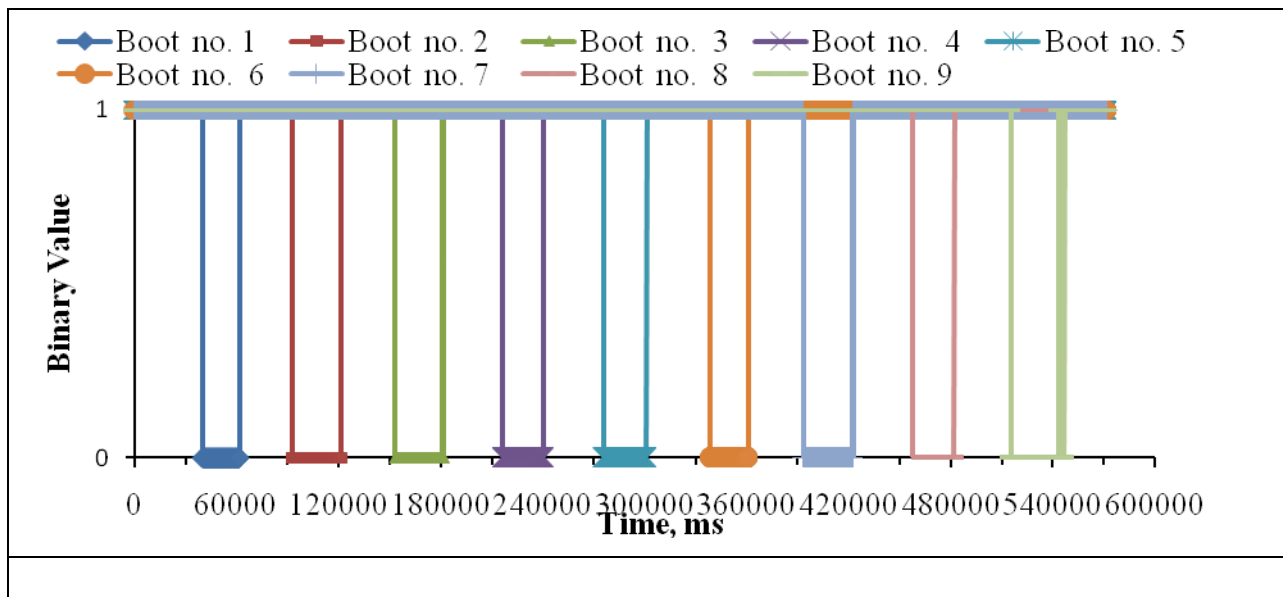 Boot no. 1 Boot no. 2 Boot no. 3 Boot no. 4 Boot no. 5
Boot no. 6 Boot no. 7 Boot no. 8 Boot no. 9
1
Binary Value
0
0 60000 120000 180000 240000 300000 360000 420000 480000 540000 600000
Time, ms